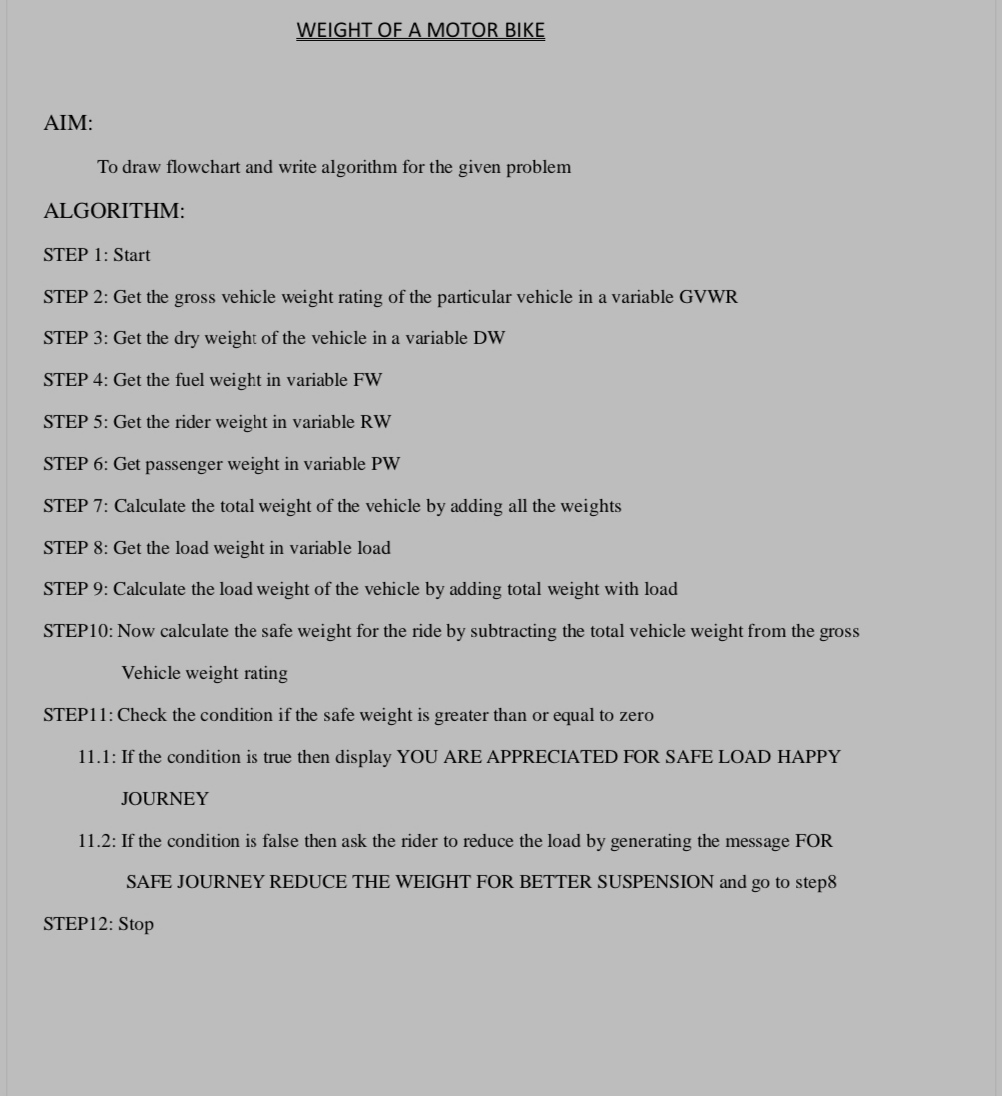 WEIGHT OF A MOTOR BIKE
AIM:
To draw flowchart and write algorithm for the given problem
ALGORITHM:
STEP 1: Start
STEP 2: Get the gross vehicle weight rating of the particular vehicle in a variable GVWR
STEP 3: Get the dry weight of the vehicle in a variable DW
STEP 4: Get the fuel weight in variable FW
STEP 5: Get the rider weight in variable RW
STEP 6: Get passenger weight in variable PW
STEP 7: Calculate the total weight of the vehicle by adding all the weights
STEP 8: Get the load weight in variable load
STEP 9: Calculate the load weight of the vehicle by adding total weight with load
STEP10: Now calculate the safe weight for the ride by subtracting the total vehicle weight from the gross
Vehicle weight rating
STEP11: Check the condition if the safe weight is greater than or equal to zero
11.1: If the condition is true then display YOU ARE APPRECIATED FOR SAFE LOAD HAPPY
JOURNEY
11.2: If the condition is false then ask the rider to reduce the load by generating the message FOR
SAFE JOURNEY REDUCE THE WEIGHT FOR BETTER SUSPENSION and go to step8
STEP12: Stop